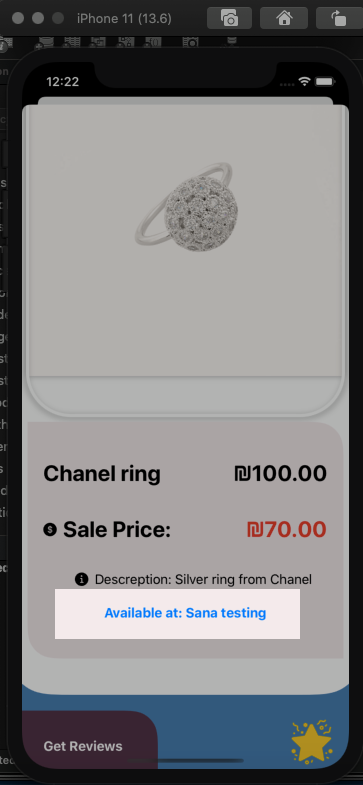 iPhone 11 (13.6)
12:22
Chanel ring
₪100.00
Sale Price:
₪70.00
Descreption: Silver ring from Chanel
Available at: Sana testing
Get Reviews